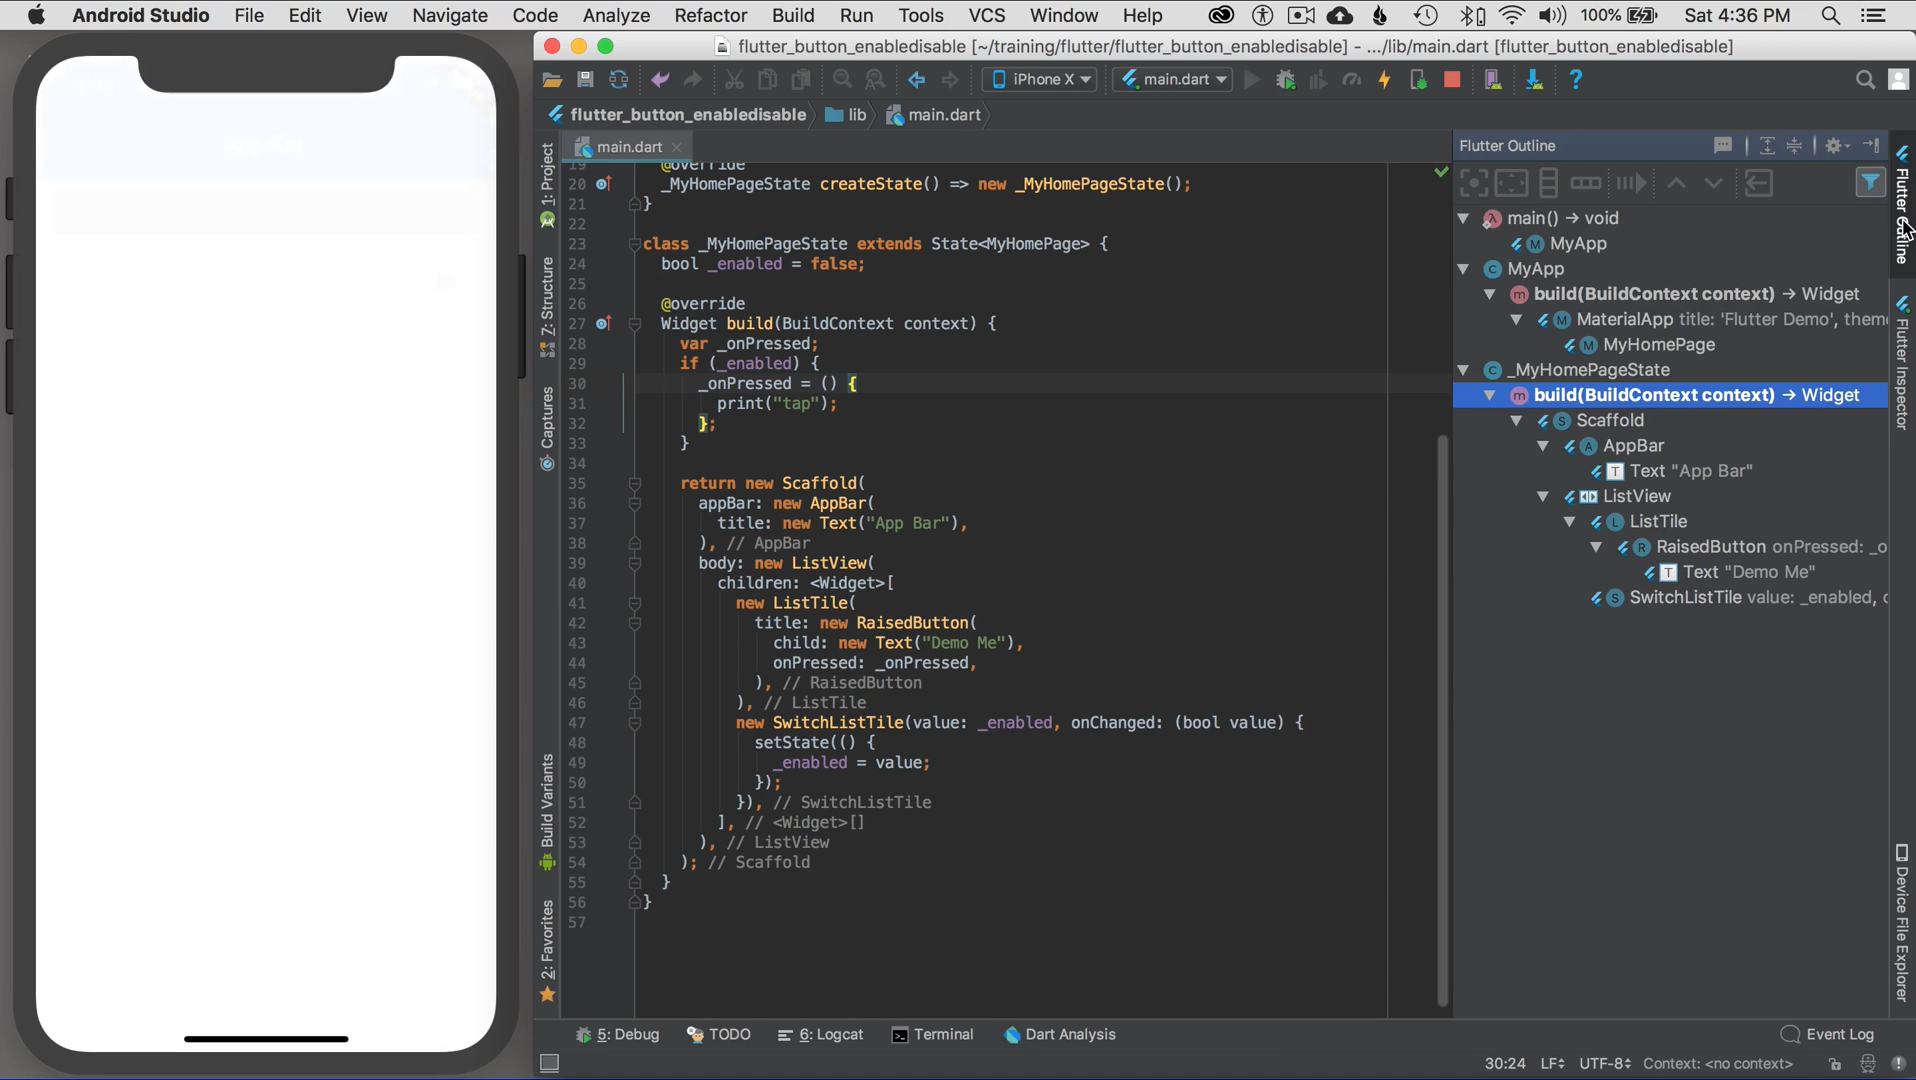 Android Studio File Edit View Navigate Code Analyze Refactor Build Run Tools VCS Window Help 100% Sat 4:36 PM
flutter_button_enabledisable [~/training/flutter/flutter_button_enabledisable] - .../lib/main.dart [flutter_button_enabledisable]
iPhone X main.dart
flutter_button_enabledisable lib main.dart
main.dart
Flutter Outline
1: Project
7: Structure
Captures
Build Variants
2: Favorites
19 @override
20 _MyHomePageState createState() => new _MyHomePageState();
21 }
22
23 class _MyHomePageState extends State<MyHomePage> {
24 bool _enabled = false;
25
26 @override
27 Widget build(BuildContext context) {
28 var _onPressed;
29 if (_enabled) {
30 _onPressed = () {
31 print("tap");
32 };
33 }
34
35 return new Scaffold(
36 appBar: new AppBar(
37 title: new Text("App Bar"),
38 ), // AppBar
39 body: new ListView(
40 children: <Widget>[
41 new ListTile(
42 title: new RaisedButton(
43 child: new Text("Demo Me"),
44 onPressed: _onPressed,
45 ), // RaisedButton
46 ), // ListTile
47 new SwitchListTile(value: _enabled, onChanged: (bool value) {
48 setState(() {
49 _enabled = value;
50 });
51 }), // SwitchListTile
52 ], // <Widget>[]
53 ), // ListView
54 ); // Scaffold
55 }
56 }
57
main() → void
MyApp
MyApp
build(BuildContext context) → Widget
MaterialApp title: 'Flutter Demo', theme
MyHomePage
_MyHomePageState
build(BuildContext context) → Widget
Scaffold
AppBar
Text "App Bar"
ListView
ListTile
RaisedButton onPressed: _o
Text "Demo Me"
SwitchListTile value: _enabled,
Flutter Outline
Flutter Inspector
Device File Explorer
5: Debug TODO 6: Logcat Terminal Dart Analysis Event Log
30:24 LF UTF-8 Context: <no context>